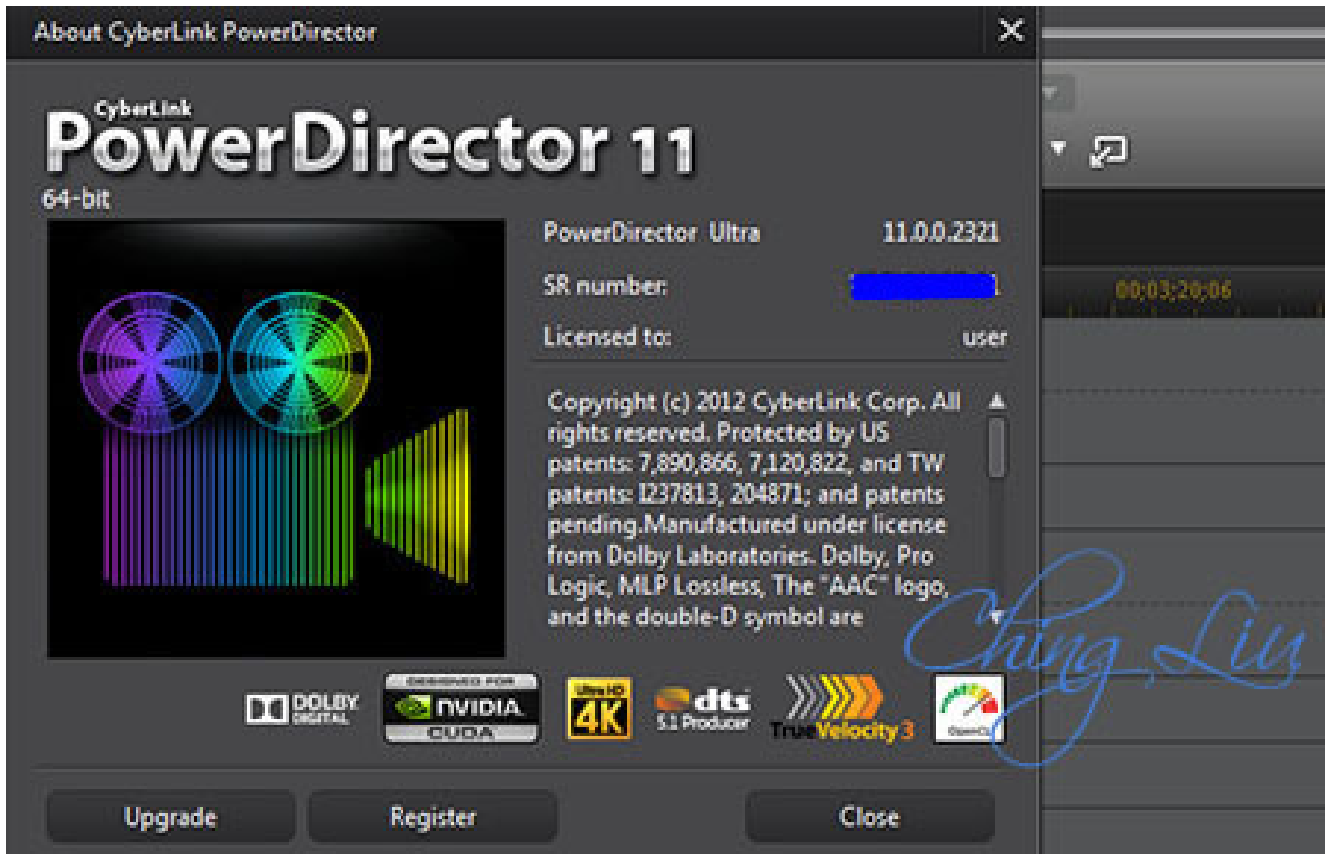 About CyberLink PowerDirector
CyberLink
PowerDirector 11
64-bit
PowerDirector Ultra 11.0.0.2321
SR number:
Licensed to: user
00;03;20;06
Copyright (c) 2012 CyberLink Corp. All
rights reserved. Protected by US
patents: 7,890,866, 7,120,822, and TW
patents: I237813, 204871; and patents
pending.Manufactured under license
from Dolby Laboratories. Dolby, Pro
Logic, MLP Lossless, The "AAC" logo,
and the double-D symbol are
Ching Liu
DOLBY
DIGITAL
DESIGNED FOR
NVIDIA
CUDA
Ultra HD
4K
dts
5.1 Producer
TrueVelocity 3
OpenCL
Upgrade Register Close